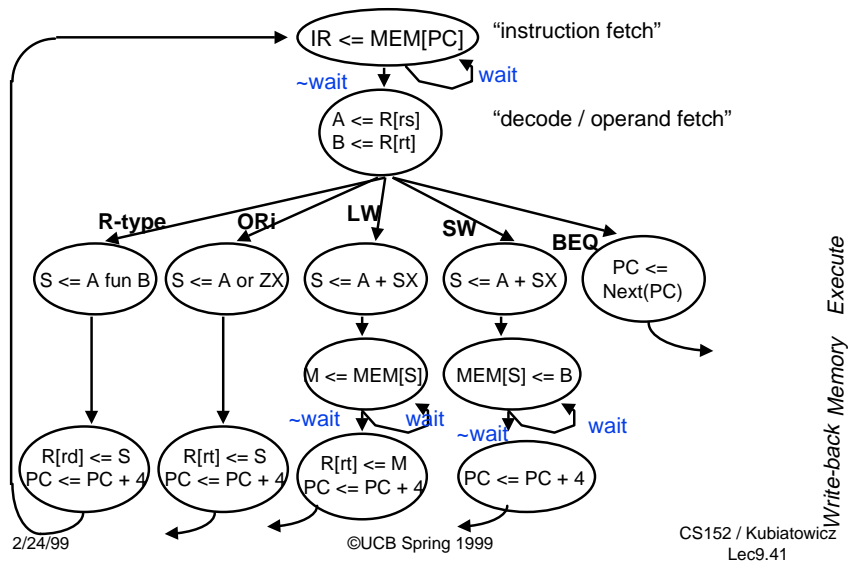 IR <= MEM[PC]
“instruction fetch”
~wait
wait
A <= R[rs]
B <= R[rt]
“decode / operand fetch”
R-type
ORi
LW
SW
BEQ
S <= A fun B
S <= A or ZX
S <= A + SX
S <= A + SX
PC <=
Next(PC)
Execute
M <= MEM[S]
MEM[S] <= B
Memory
~wait
wait
~wait
wait
R[rd] <= S
PC <= PC + 4
R[rt] <= S
PC <= PC + 4
R[rt] <= M
PC <= PC + 4
PC <= PC + 4
Write-back
2/24/99
©UCB Spring 1999
CS152 / Kubiatowicz
Lec9.41